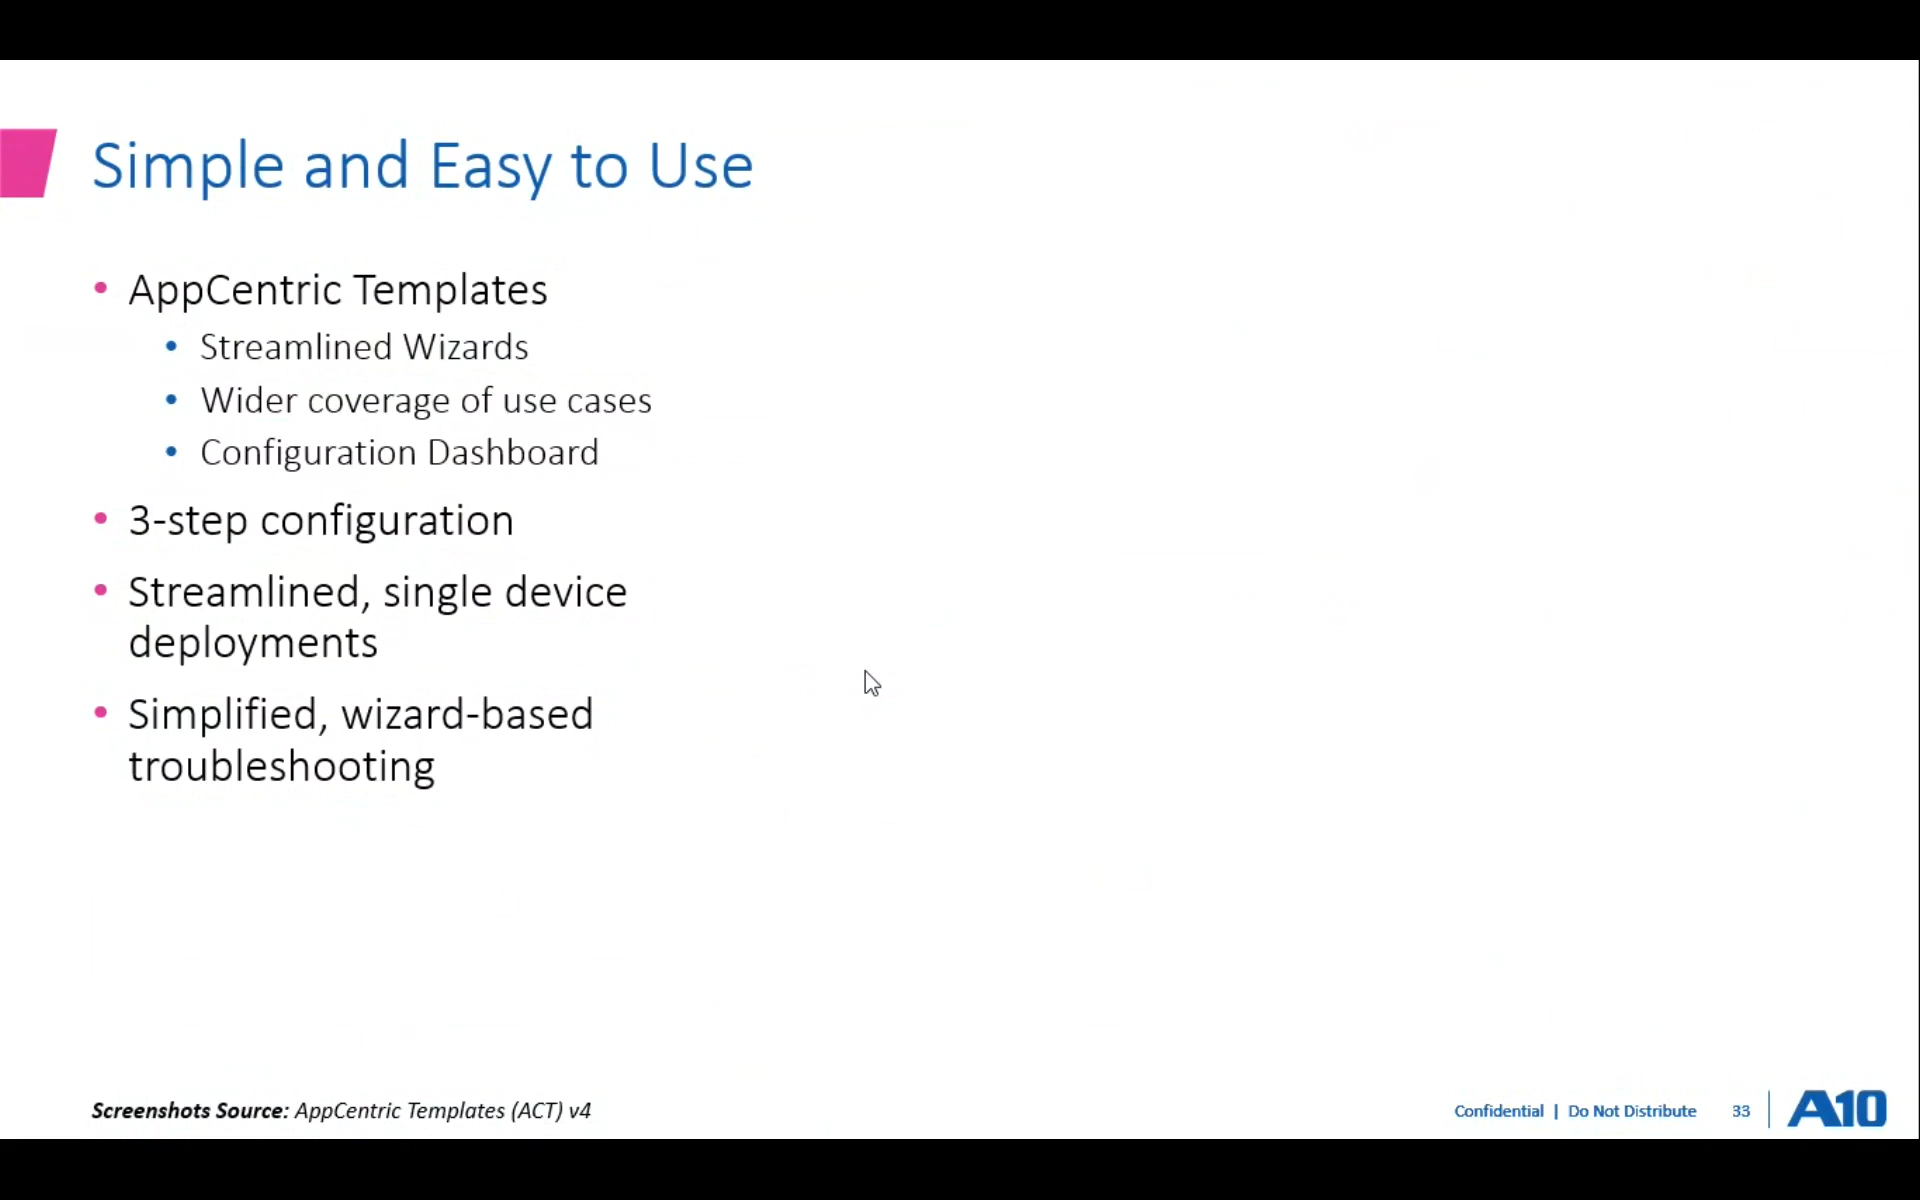 Simple and Easy to Use
• AppCentric Templates
• Streamlined Wizards
• Wider coverage of use cases
• Configuration Dashboard
• 3-step configuration
• Streamlined, single device
deployments
• Simplified, wizard-based
troubleshooting
Screenshots Source: AppCentric Templates (ACT) v4
Confidential | Do Not Distribute 33 A10